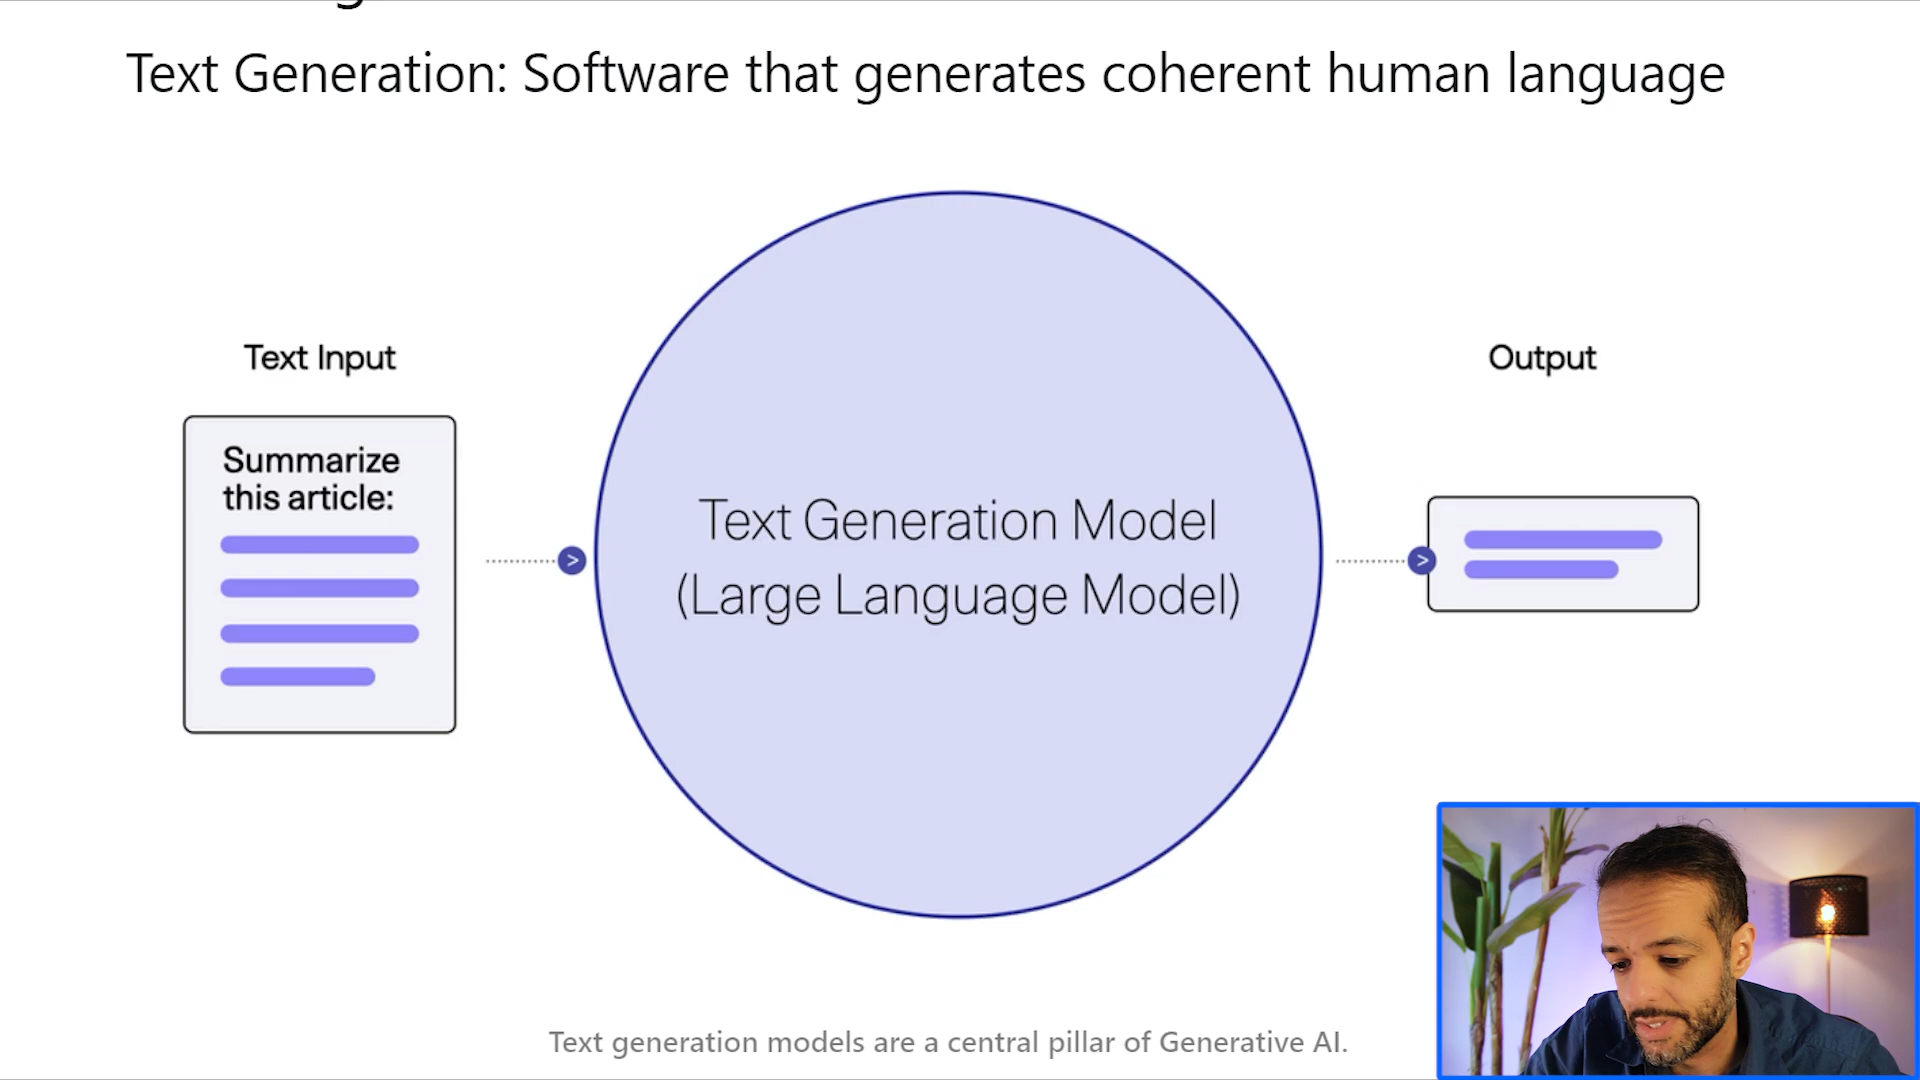 Text Generation: Software that generates coherent human language
Text Input
Output
Summarize
this article:
>
Text Generation Model
(Large Language Model)
>
Text generation models are a central pillar of Generative AI.